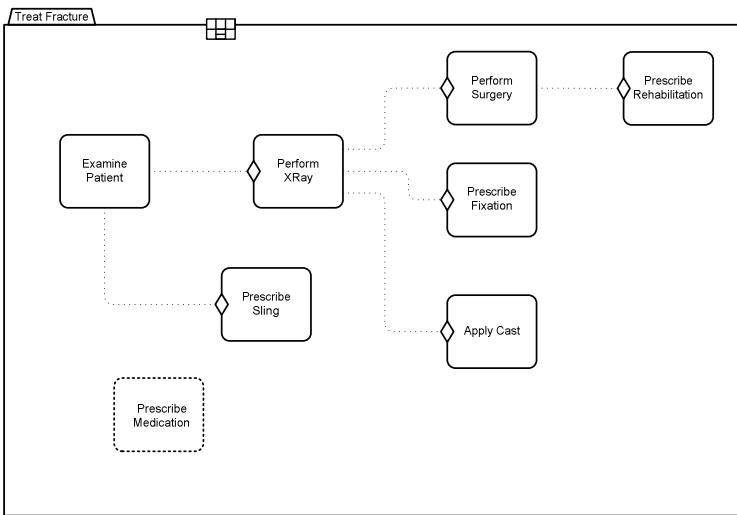 Treat Fracture
Perform
Surgery
Prescribe
Rehabilitation
Examine
Patient
Perform
XRay
Prescribe
Fixation
Prescribe
Sling
Apply Cast
Prescribe
Medication